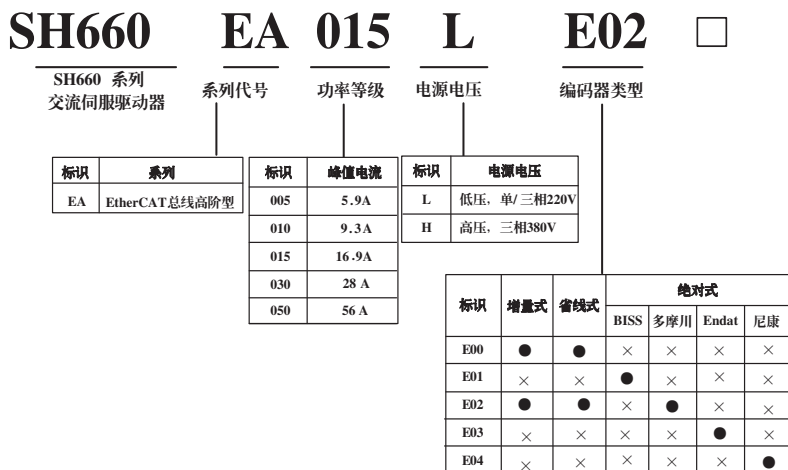 SH660 EA 015 L E02 □
SH660 系列
交流伺服驱动器
系列代号
功率等级
电源电压
编码器类型
标识 系列
EA EtherCAT总线高阶型
标识 峰值电流
005 5.9A
010 9.3A
015 16.9A
030 28 A
050 56 A
标识 电源电压
L 低压，单/三相220V
H 高压，三相380V
标识 增量式 省线式 绝对式
BISS 多摩川 Endat 尼康
E00 ● ● × × × ×
E01 × × ● × × ×
E02 ● ● × ● × ×
E03 × × × × ● ×
E04 × × × × × ●